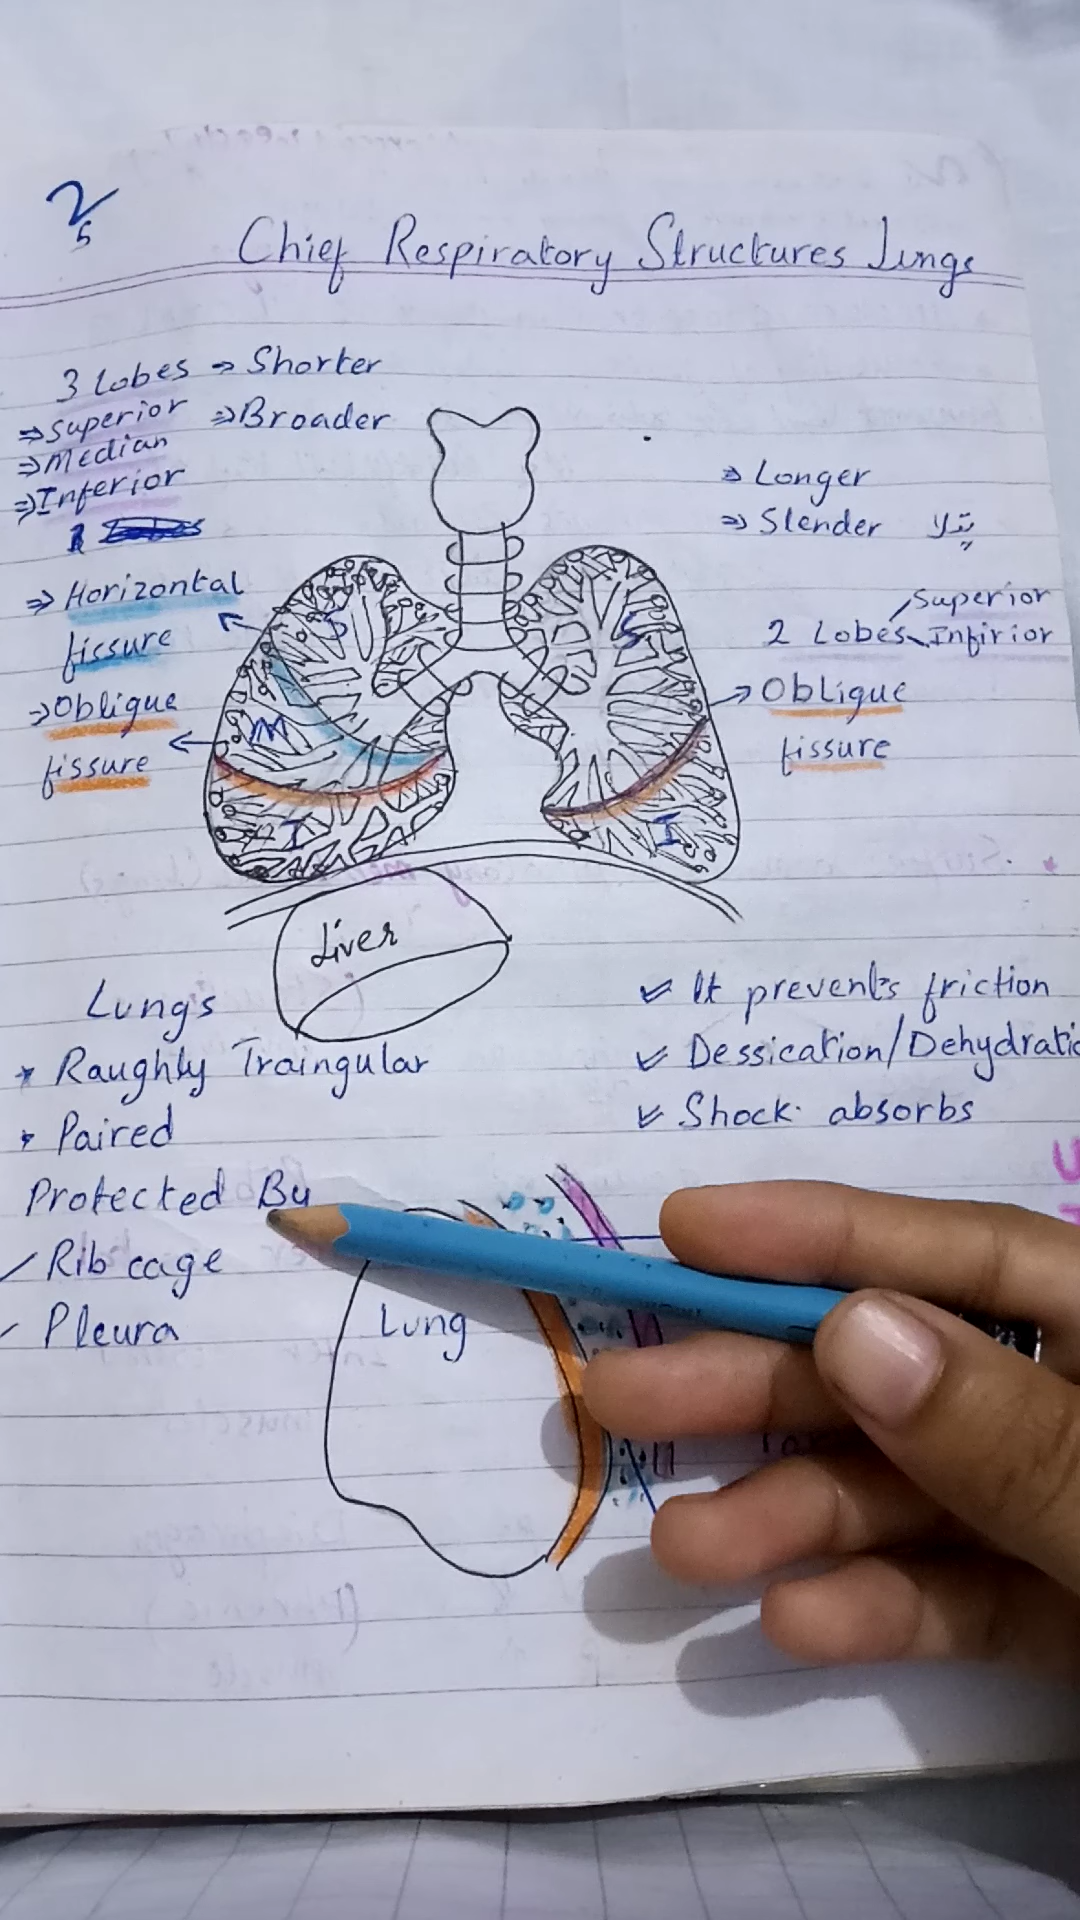 2
5
Chief Respiratory Structures Lungs
3 Lobes ⇒ Shorter
⇒ Superior ⇒ Broader
⇒ Median
⇒ Inferior
⇒ Longer
⇒ Slender پتلا
⇒ Horizontal
fissure
⇒ Oblique
fissure
2 Lobes Superior
Infirior
→ Oblique
fissure
S
S
M
I
I
Liver
Lungs
Raughly Traingular
Paired
Protected By
Rib cage
Pleura
It prevents friction
Dessication/Dehydratio
Shock absorbs
Lung